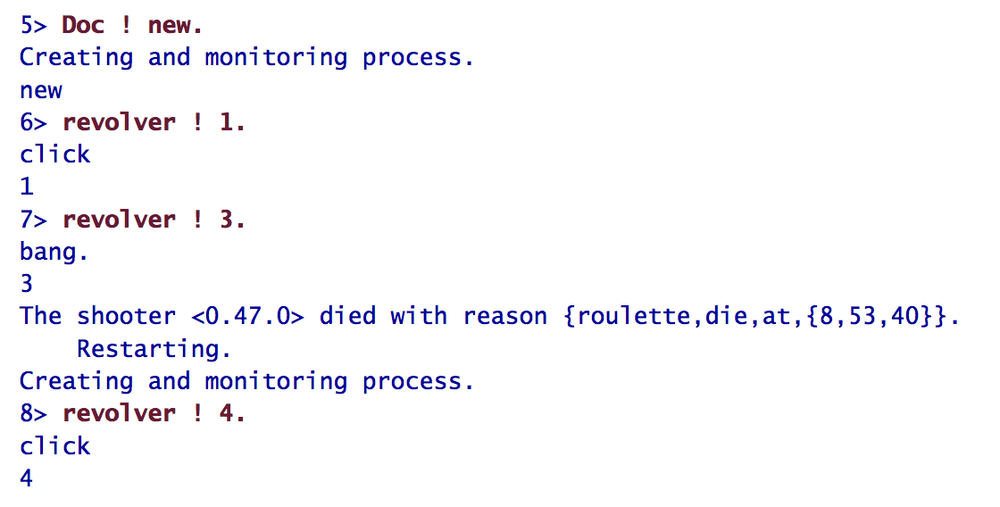 5> Doc ! new.
Creating and monitoring process.
new
6> revolver ! 1.
click
1
7> revolver ! 3.
bang.
3
The shooter <0.47.0> died with reason {roulette,die,at,{8,53,40}}.
    Restarting.
Creating and monitoring process.
8> revolver ! 4.
click
4